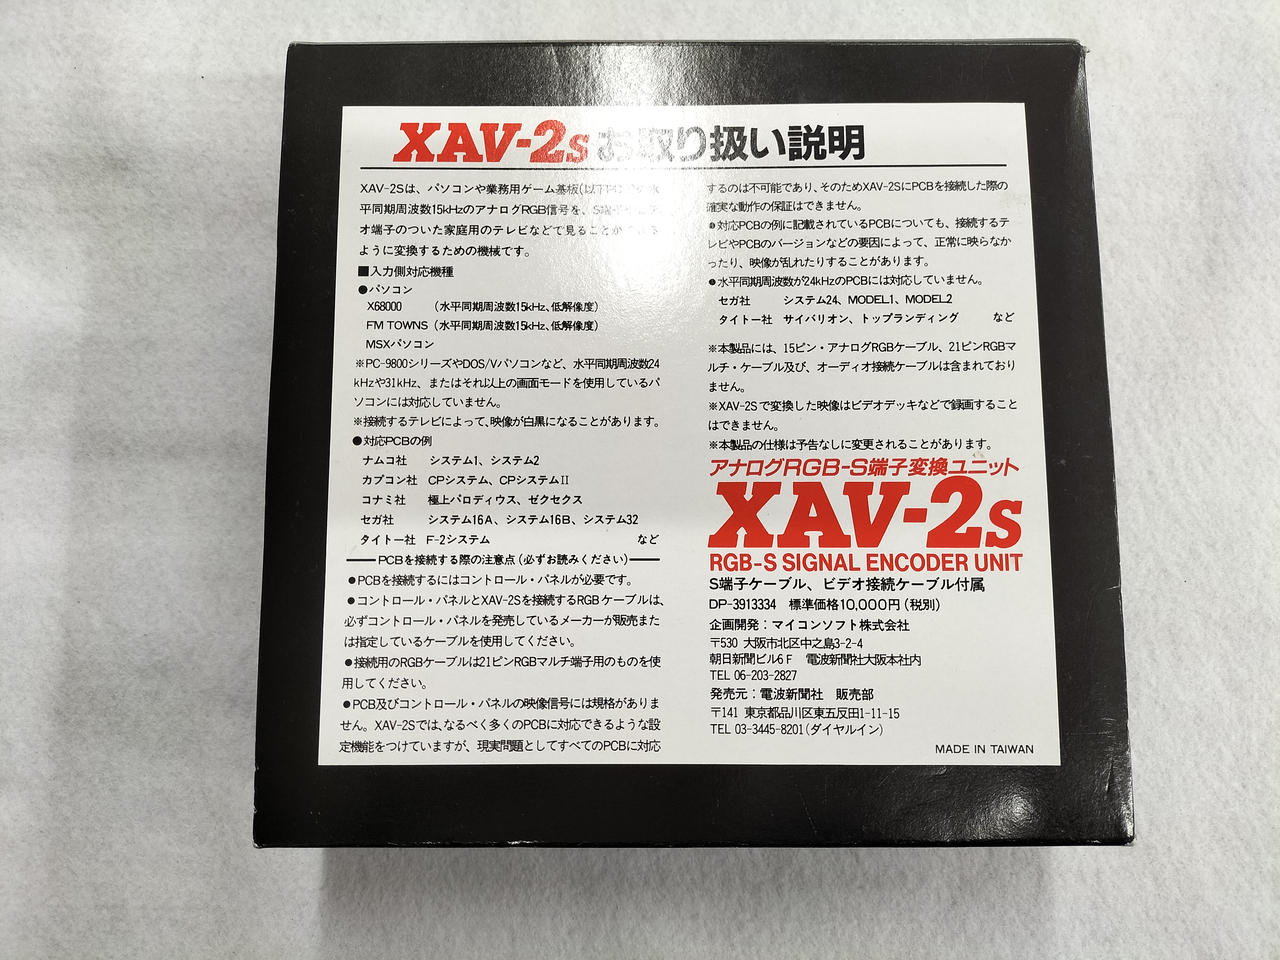 XAV-2s お取り扱い説明
XAV-2Sは、パソコンや業務用ゲーム基板(以下PCB)の水
平同期周波数15kHzのアナログRGB信号を、S端子やビデ
オ端子のついた家庭用のテレビなどで見ることができる
ように変換するための機械です。
■入力側対応機種
●パソコン
X68000 (水平同期周波数15kHz、低解像度)
FM TOWNS (水平同期周波数15kHz、低解像度)
MSXパソコン
※PC-9800シリーズやDOS/Vパソコンなど、水平同期周波数24
kHzや31kHz、またはそれ以上の画面モードを使用しているパ
ソコンには対応していません。
※接続するテレビによって、映像が白黒になることがあります。
●対応PCBの例
ナムコ社 システム1、システム2
カプコン社 CPシステム、CPシステムII
コナミ社 極上パロディウス、ゼクセクス
セガ社 システム16A、システム16B、システム32
タイトー社 F-2システム など
PCBを接続する際の注意点(必ずお読みください)
●PCBを接続するにはコントロール・パネルが必要です。
●コントロール・パネルとXAV-2Sを接続するRGBケーブルは、
必ずコントロール・パネルを発売しているメーカーが販売また
は指定しているケーブルを使用してください。
●接続用のRGBケーブルは21ピンRGBマルチ端子用のものを使
用してください。
●PCB及びコントロール・パネルの映像信号には規格がありま
せん。XAV-2Sでは、なるべく多くのPCBに対応できるような設
定機能をつけていますが、現実問題としてすべてのPCBに対応
するのは不可能であり、そのためXAV-2SにPCBを接続した際の
確実な動作の保証はできません。
●対応PCBの例に記載されているPCBについても、接続するテ
レビやPCBのバージョンなどの要因によって、正常に映らなか
ったり、映像が乱れたりすることがあります。
●水平同期周波数が24kHzのPCBには対応していません。
セガ社 システム24、MODEL1、MODEL2
タイトー社 サイバリオン、トップランディング など
※本製品には、15ピン・アナログRGBケーブル、21ピンRGBマ
ルチ・ケーブル及び、オーディオ接続ケーブルは含まれており
ません。
※XAV-2Sで変換した映像はビデオデッキなどで録画すること
はできません。
※本製品の仕様は予告なしに変更されることがあります。
アナログRGB-S端子変換ユニット
XAV-2s
RGB-S SIGNAL ENCODER UNIT
S端子ケーブル、ビデオ接続ケーブル付属
DP-3913334 標準価格10,000円(税別)
企画開発：マイコンソフト株式会社
〒530 大阪市北区中之島3-2-4
朝日新聞ビル6F 電波新聞社大阪本社内
TEL 06-203-2827
発売元：電波新聞社 販売部
〒141 東京都品川区東五反田1-11-15
TEL 03-3445-8201(ダイヤルイン)
MADE IN TAIWAN